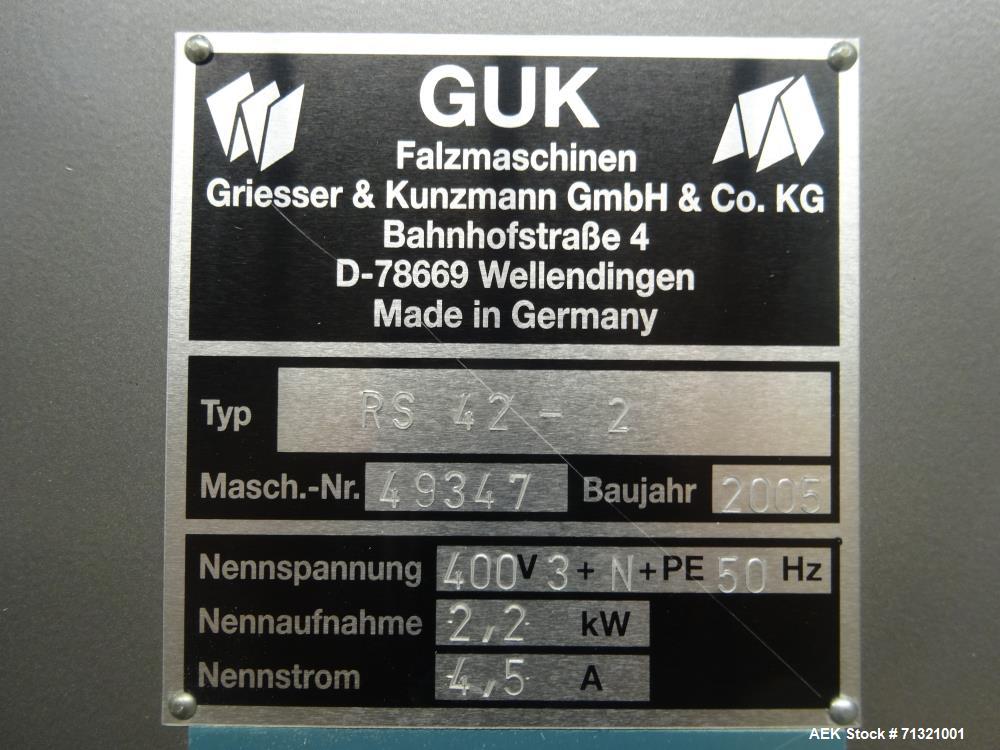 GUK
Falzmaschinen
Griesser & Kunzmann GmbH & Co. KG
Bahnhofstraße 4
D-78669 Wellendingen
Made in Germany
Typ RS 42 - 2
Masch.-Nr. 49347 Baujahr 2005
Nennspannung 400 V 3 + N + PE 50 Hz
Nennaufnahme 2,2 kW
Nennstrom 4,5 A
AEK Stock # 71321001